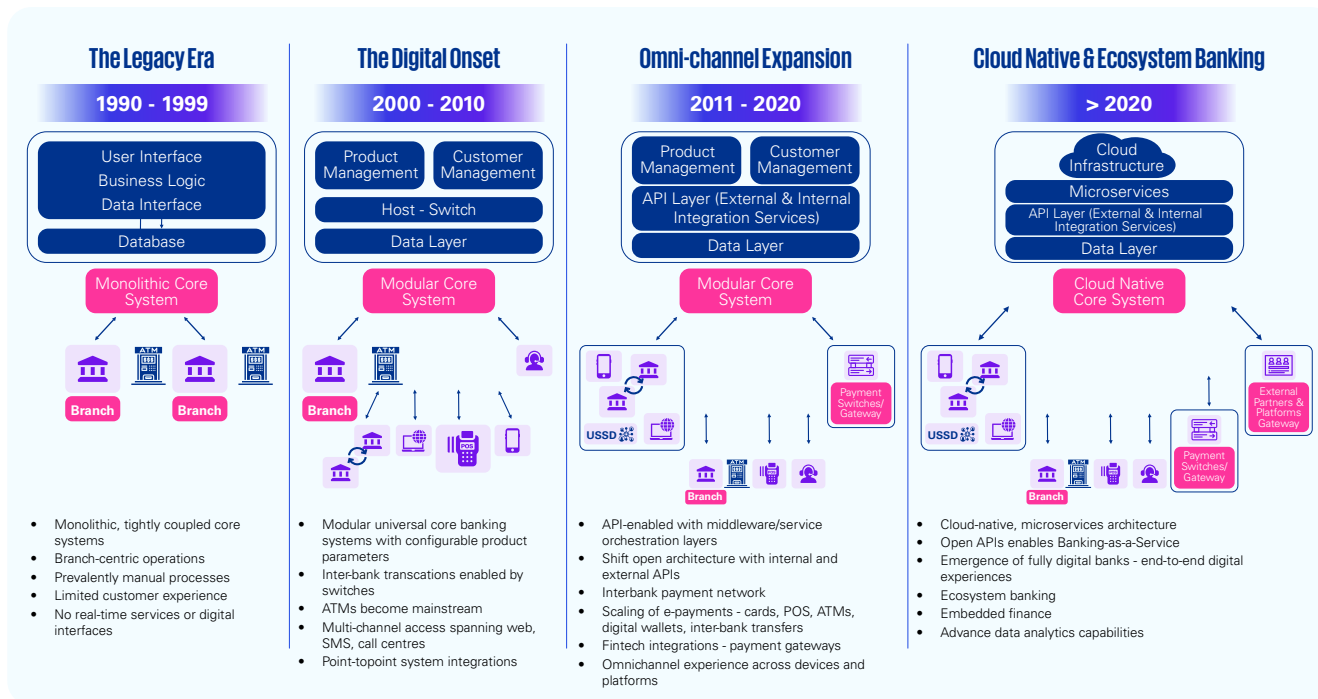 The Legacy Era
1990 - 1999
User Interface
Business Logic
Data Interface
Database
Monolithic Core
System
ATM
ATM
Branch
Branch
• Monolithic, tightly coupled core
systems
• Branch-centric operations
• Prevalently manual processes
• Limited customer experience
• No real-time services or digital
interfaces
The Digital Onset
2000 - 2010
Product
Management
Customer
Management
Host - Switch
Data Layer
Modular Core
System
ATM
Branch
POS
• Modular universal core banking
systems with configurable product
parameters
• Inter-bank transcations enabled by
switches
• ATMs become mainstream
• Multi-channel access spanning web,
SMS, call centres
• Point-topoint system integrations
Omni-channel Expansion
2011 - 2020
Product
Management
Customer
Management
API Layer (External & Internal
Integration Services)
Data Layer
Modular Core
System
USSD
Payment
Switches/
Gateway
ATM
Branch
• API-enabled with middleware/service
orchestration layers
• Shift open architecture with internal and
external APIs
• Interbank payment network
• Scaling of e-payments - cards, POS, ATMs,
digital wallets, inter-bank transfers
• Fintech integrations - payment gateways
• Omnichannel experience across devices and
platforms
Cloud Native & Ecosystem Banking
> 2020
Cloud
Infrastructure
Microservices
API Layer (External & Internal
Integration Services)
Data Layer
Cloud Native
Core System
USSD
External
Partners &
Platforms
Gateway
Payment
Switches/
Gateway
ATM
Branch
• Cloud-native, microservices architecture
• Open APIs enables Banking-as-a-Service
• Emergence of fully digital banks - end-to-end digital
experiences
• Ecosystem banking
• Embedded finance
• Advance data analytics capabilities